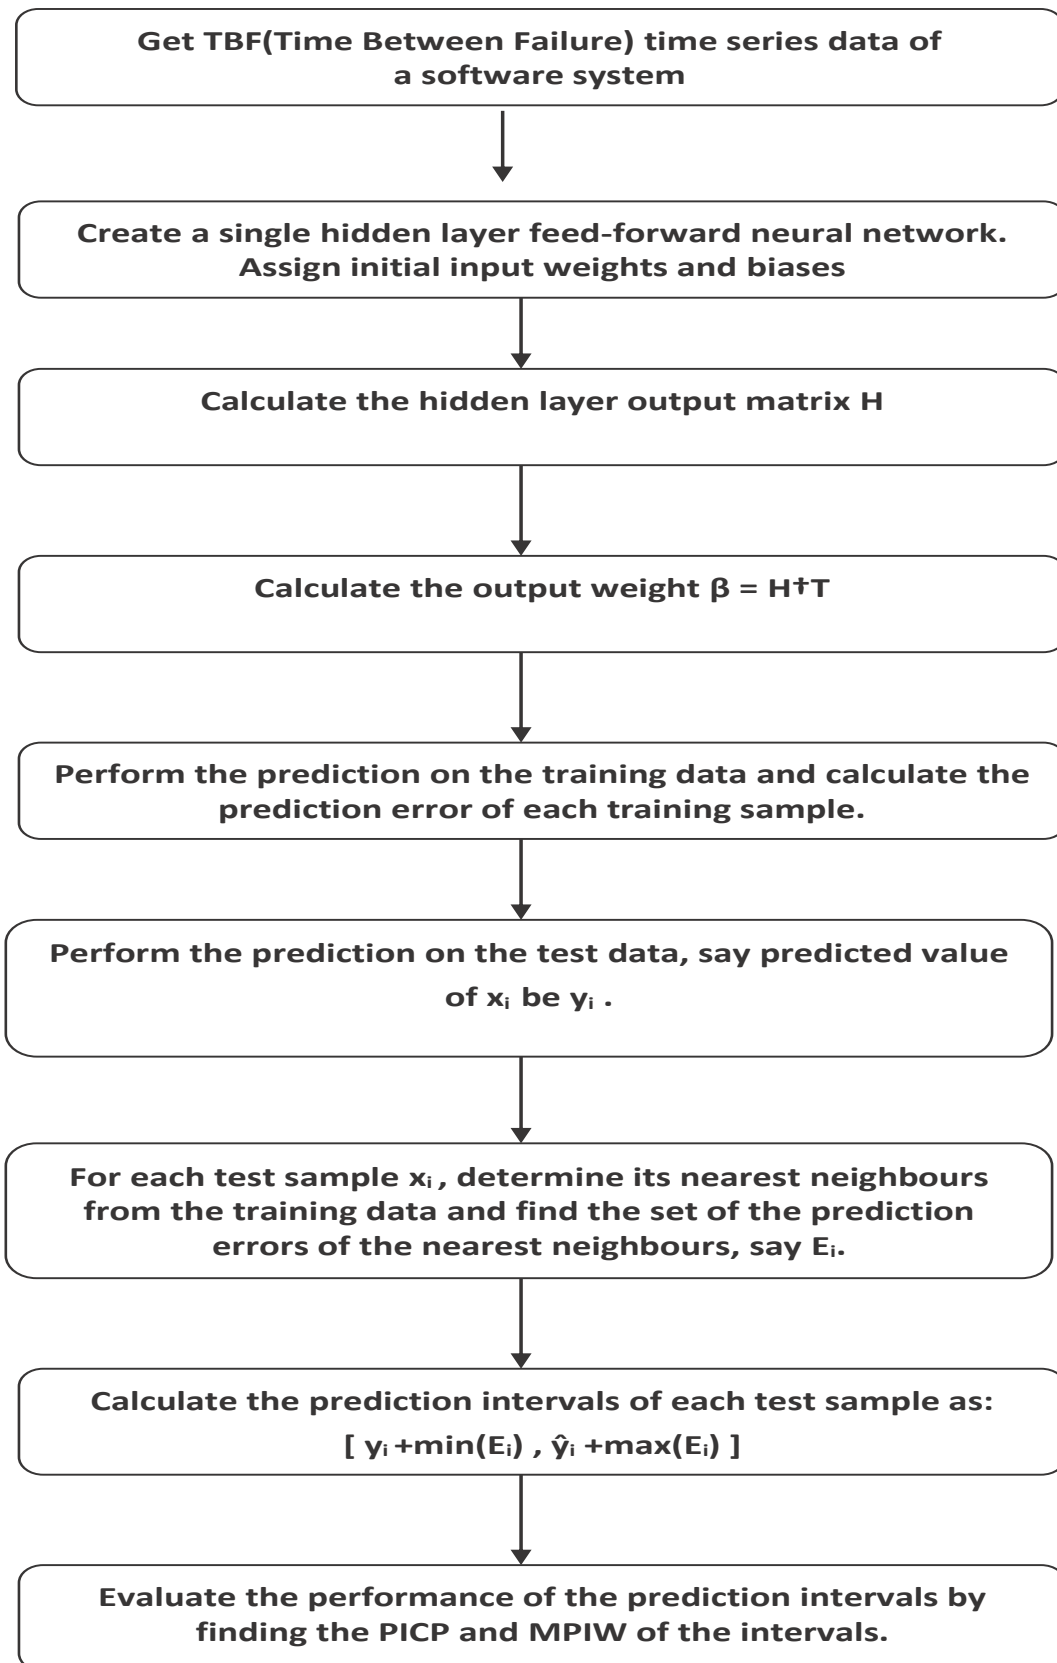 Get TBF(Time Between Failure) time series data of
a software system
Create a single hidden layer feed-forward neural network.
Assign initial input weights and biases
Calculate the hidden layer output matrix H
Calculate the output weight β = H†T
Perform the prediction on the training data and calculate the
prediction error of each training sample.
Perform the prediction on the test data, say predicted value
of xᵢ be yᵢ .
For each test sample xᵢ , determine its nearest neighbours
from the training data and find the set of the prediction
errors of the nearest neighbours, say Eᵢ.
Calculate the prediction intervals of each test sample as:
[ yᵢ +min(Eᵢ) , ŷᵢ +max(Eᵢ) ]
Evaluate the performance of the prediction intervals by
finding the PICP and MPIW of the intervals.